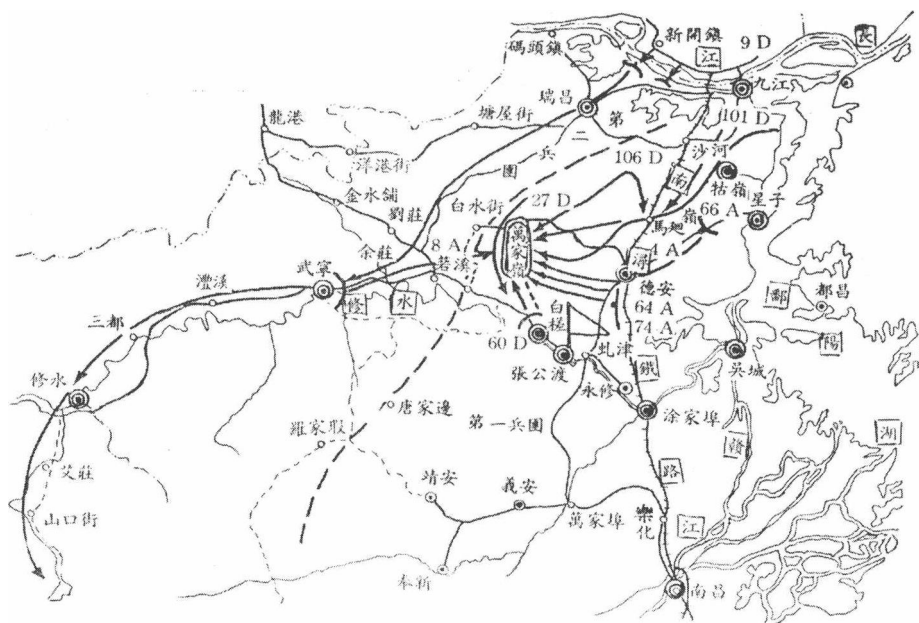 新開鎮
9 D
長
碼頭鎮
江
九江
瑞昌
第
101 D
龍港
塘屋街
二
沙河
洋港街
兵
106 D
南
牯嶺
團
星子
金水舖
白水街
27 D
66 A
劉莊
馬廻嶺
萬家嶺
4 A
余莊
8 A
若溪
潯
武寧
德安
澧溪
修
水
64 A
鄱
都昌
三都
白槎
74 A
陽
60 D
虬津
吳城
張公渡
鐵
修水
永修
唐家邊
涂家埠
第一兵團
贛
湖
羅家
艾莊
路
靖安
義安
山口街
萬家埠
樂化
江
奉新
南昌